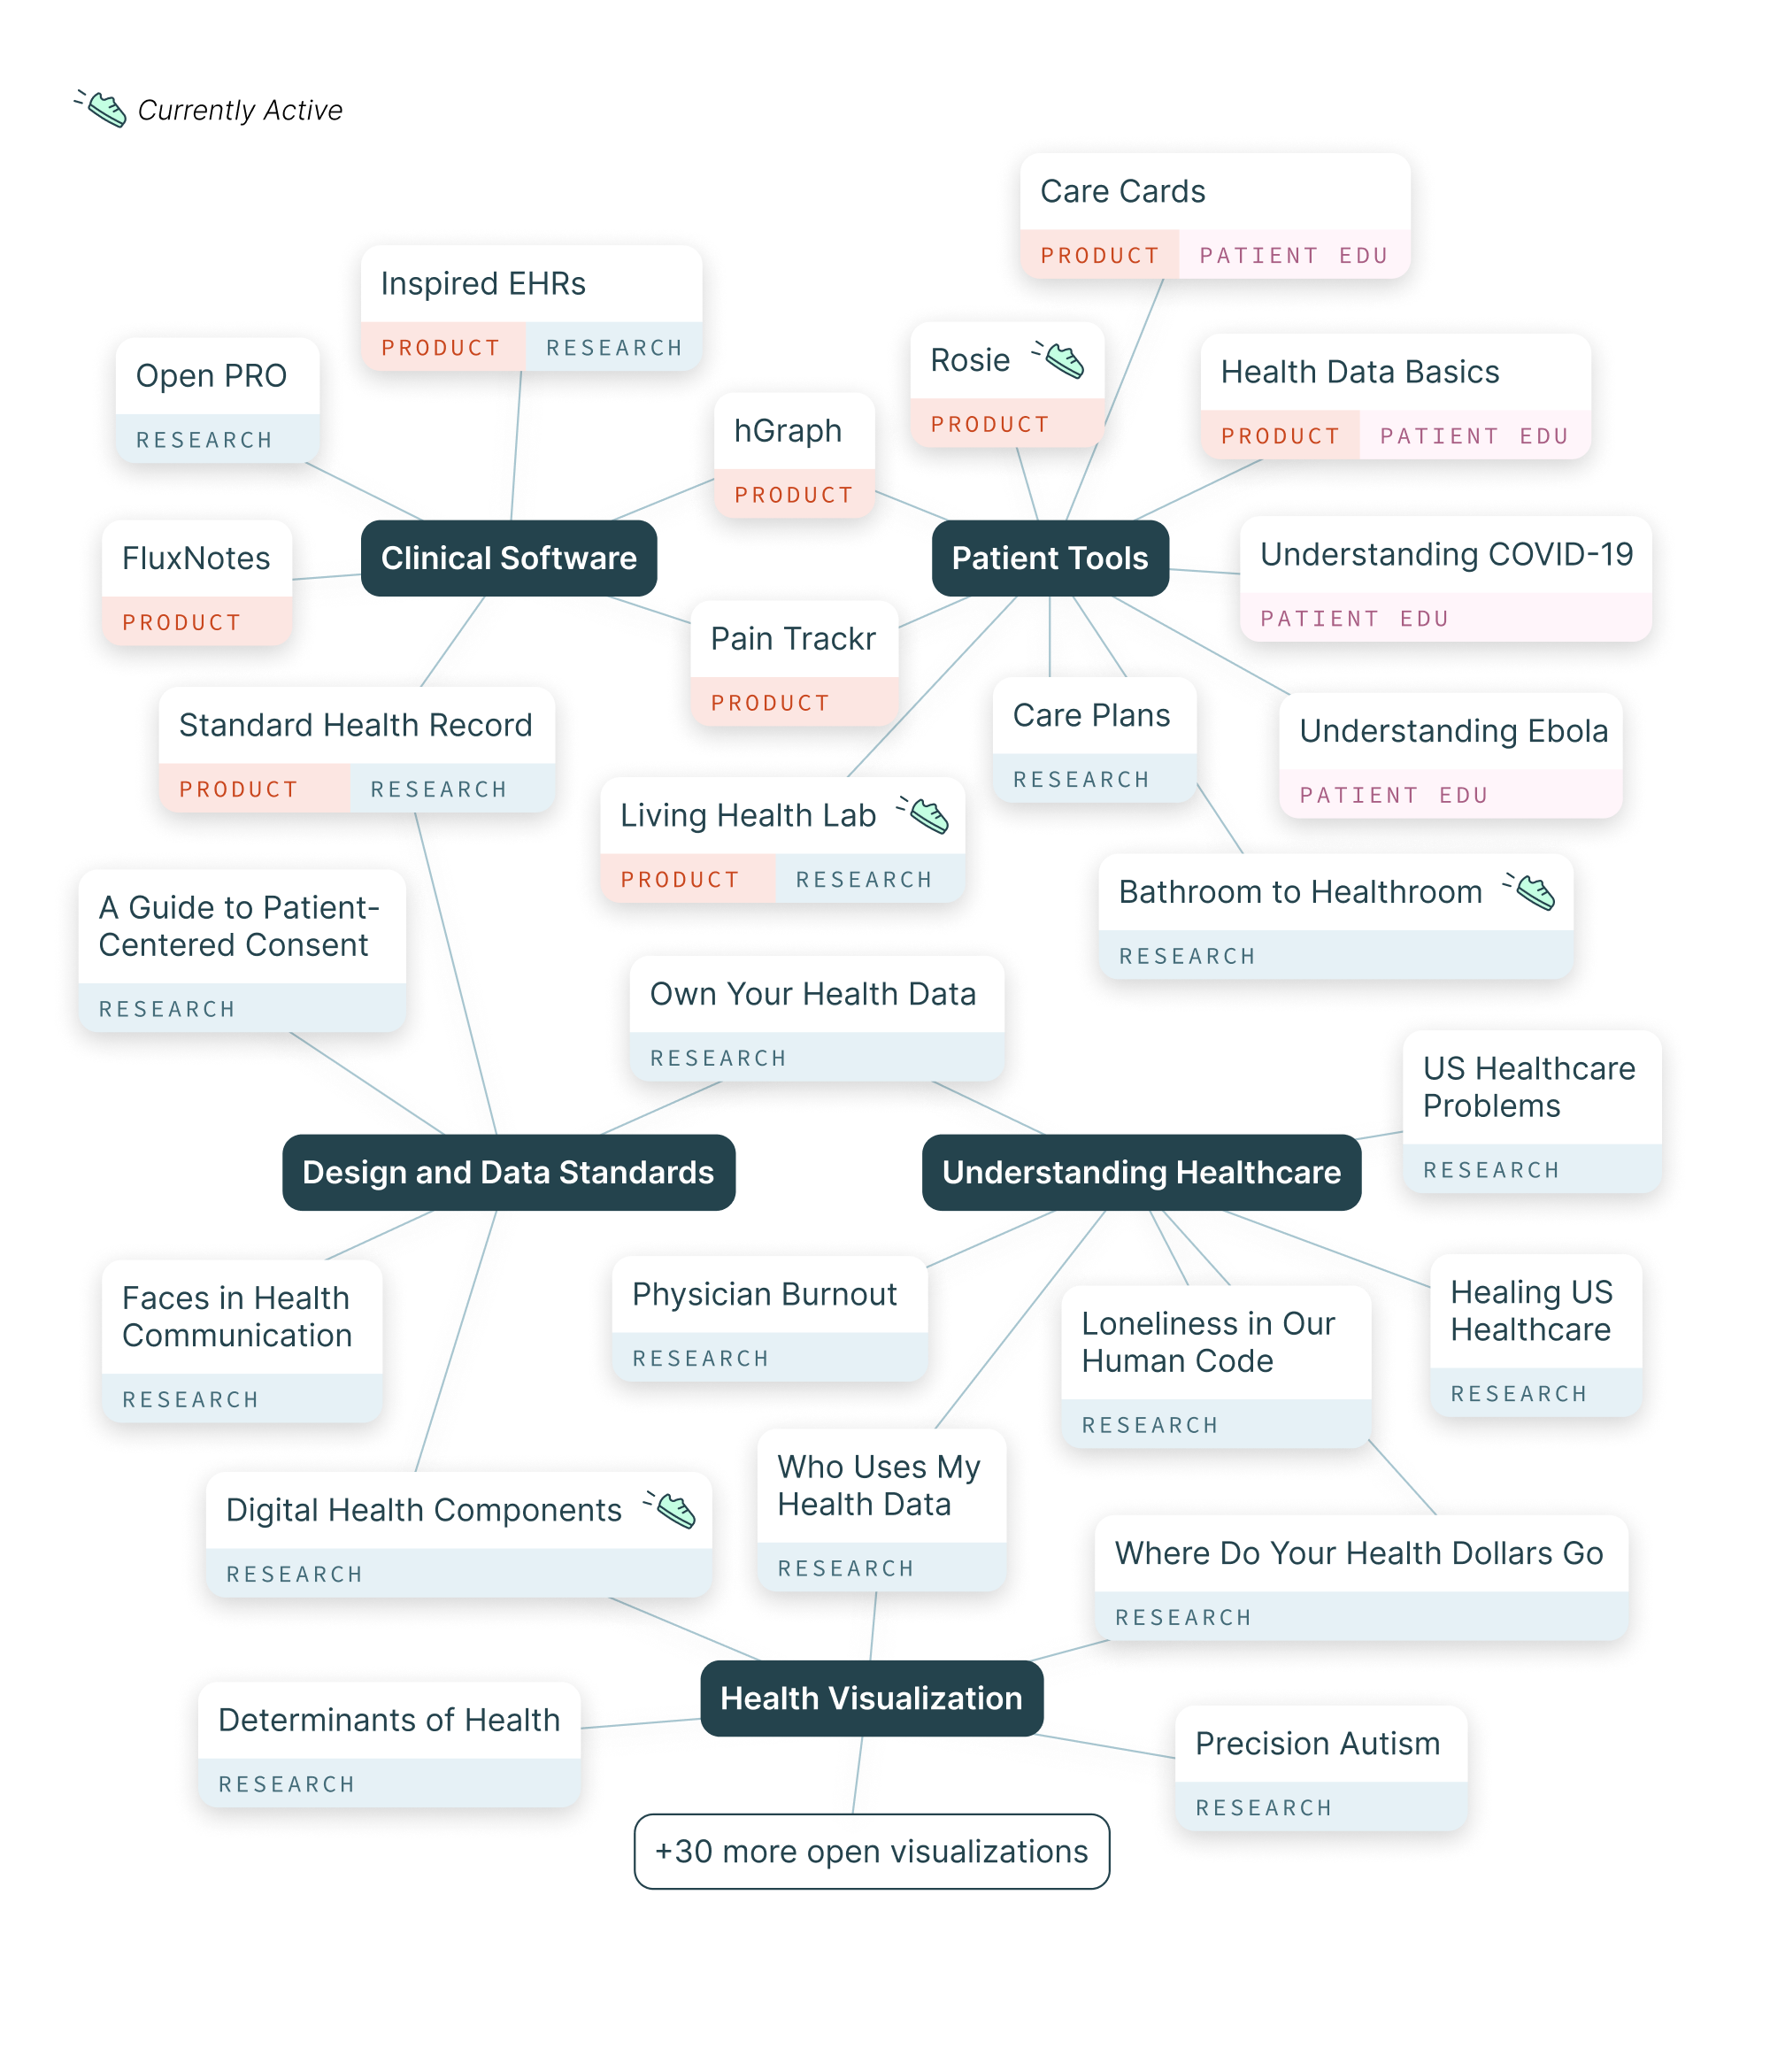 Currently Active
Care Cards
PRODUCT PATIENT EDU
Inspired EHRs
PRODUCT RESEARCH
Open PRO
RESEARCH
Rosie
PRODUCT
Health Data Basics
PRODUCT PATIENT EDU
hGraph
PRODUCT
FluxNotes
PRODUCT
Clinical Software
Patient Tools
Understanding COVID-19
PATIENT EDU
Pain Trackr
PRODUCT
Standard Health Record
PRODUCT RESEARCH
Care Plans
RESEARCH
Understanding Ebola
PATIENT EDU
Living Health Lab
PRODUCT RESEARCH
Bathroom to Healthroom
RESEARCH
A Guide to Patient-
Centered Consent
RESEARCH
Own Your Health Data
RESEARCH
US Healthcare
Problems
RESEARCH
Design and Data Standards
Understanding Healthcare
Faces in Health
Communication
RESEARCH
Physician Burnout
RESEARCH
Loneliness in Our
Human Code
RESEARCH
Healing US
Healthcare
RESEARCH
Digital Health Components
RESEARCH
Who Uses My
Health Data
RESEARCH
Where Do Your Health Dollars Go
RESEARCH
Health Visualization
Determinants of Health
RESEARCH
Precision Autism
RESEARCH
+30 more open visualizations